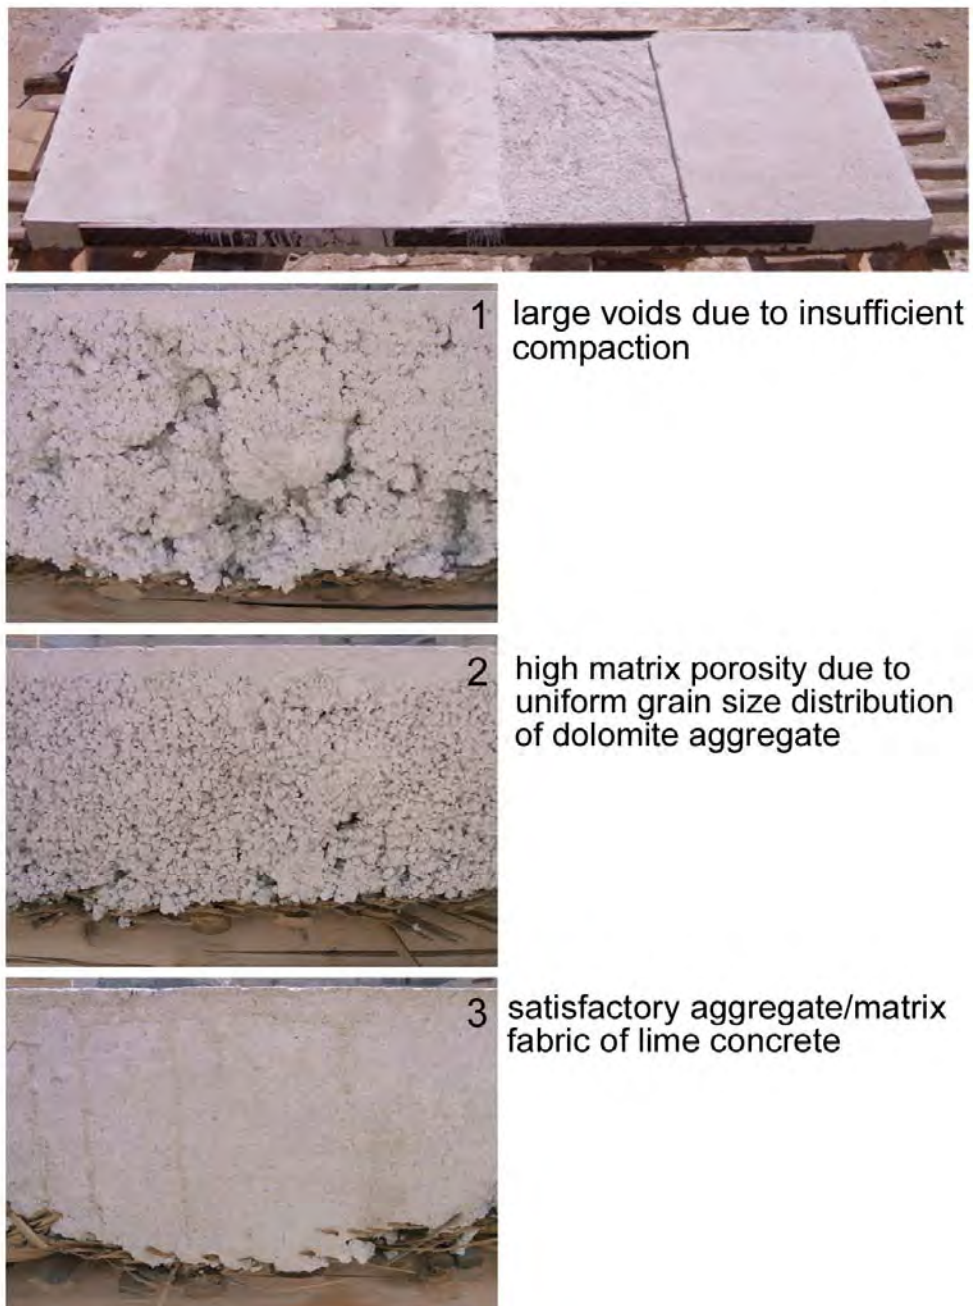 1 large voids due to insufficient
compaction
2 high matrix porosity due to
uniform grain size distribution
of dolomite aggregate
3 satisfactory aggregate/matrix
fabric of lime concrete